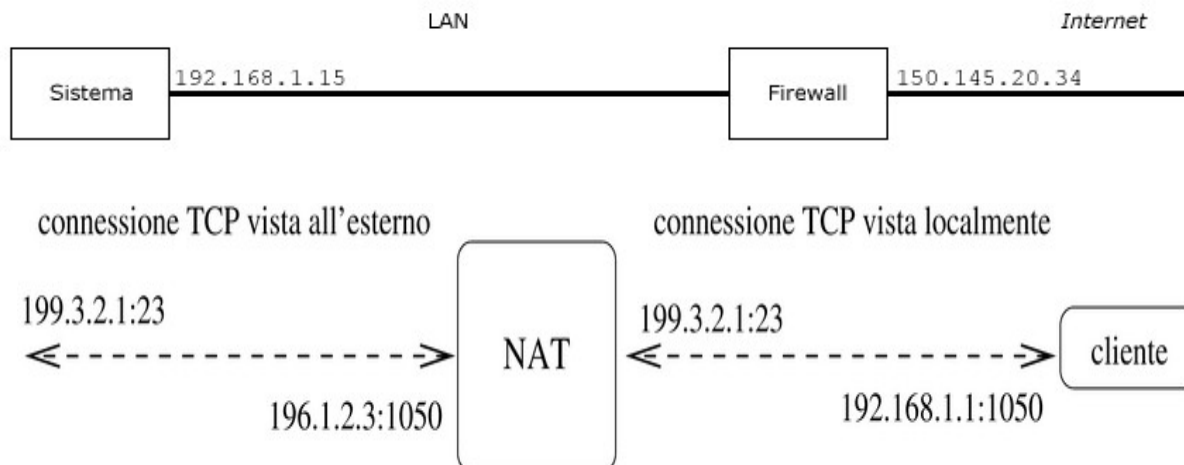 LAN
Internet
Sistema
192.168.1.15
Firewall
150.145.20.34
connessione TCP vista all'esterno
connessione TCP vista localmente
199.3.2.1:23
199.3.2.1:23
NAT
cliente
196.1.2.3:1050
192.168.1.1:1050